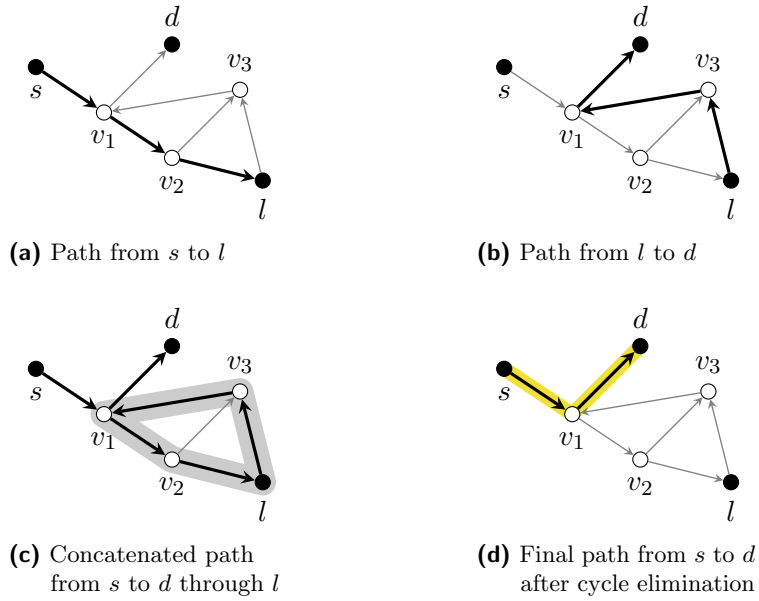 d
s
v₃
v₁
v₂
l
(a) Path from s to l
d
s
v₃
v₁
v₂
l
(b) Path from l to d
d
s
v₃
v₁
v₂
l
(c) Concatenated path
from s to d through l
d
s
v₃
v₁
v₂
l
(d) Final path from s to d
after cycle elimination